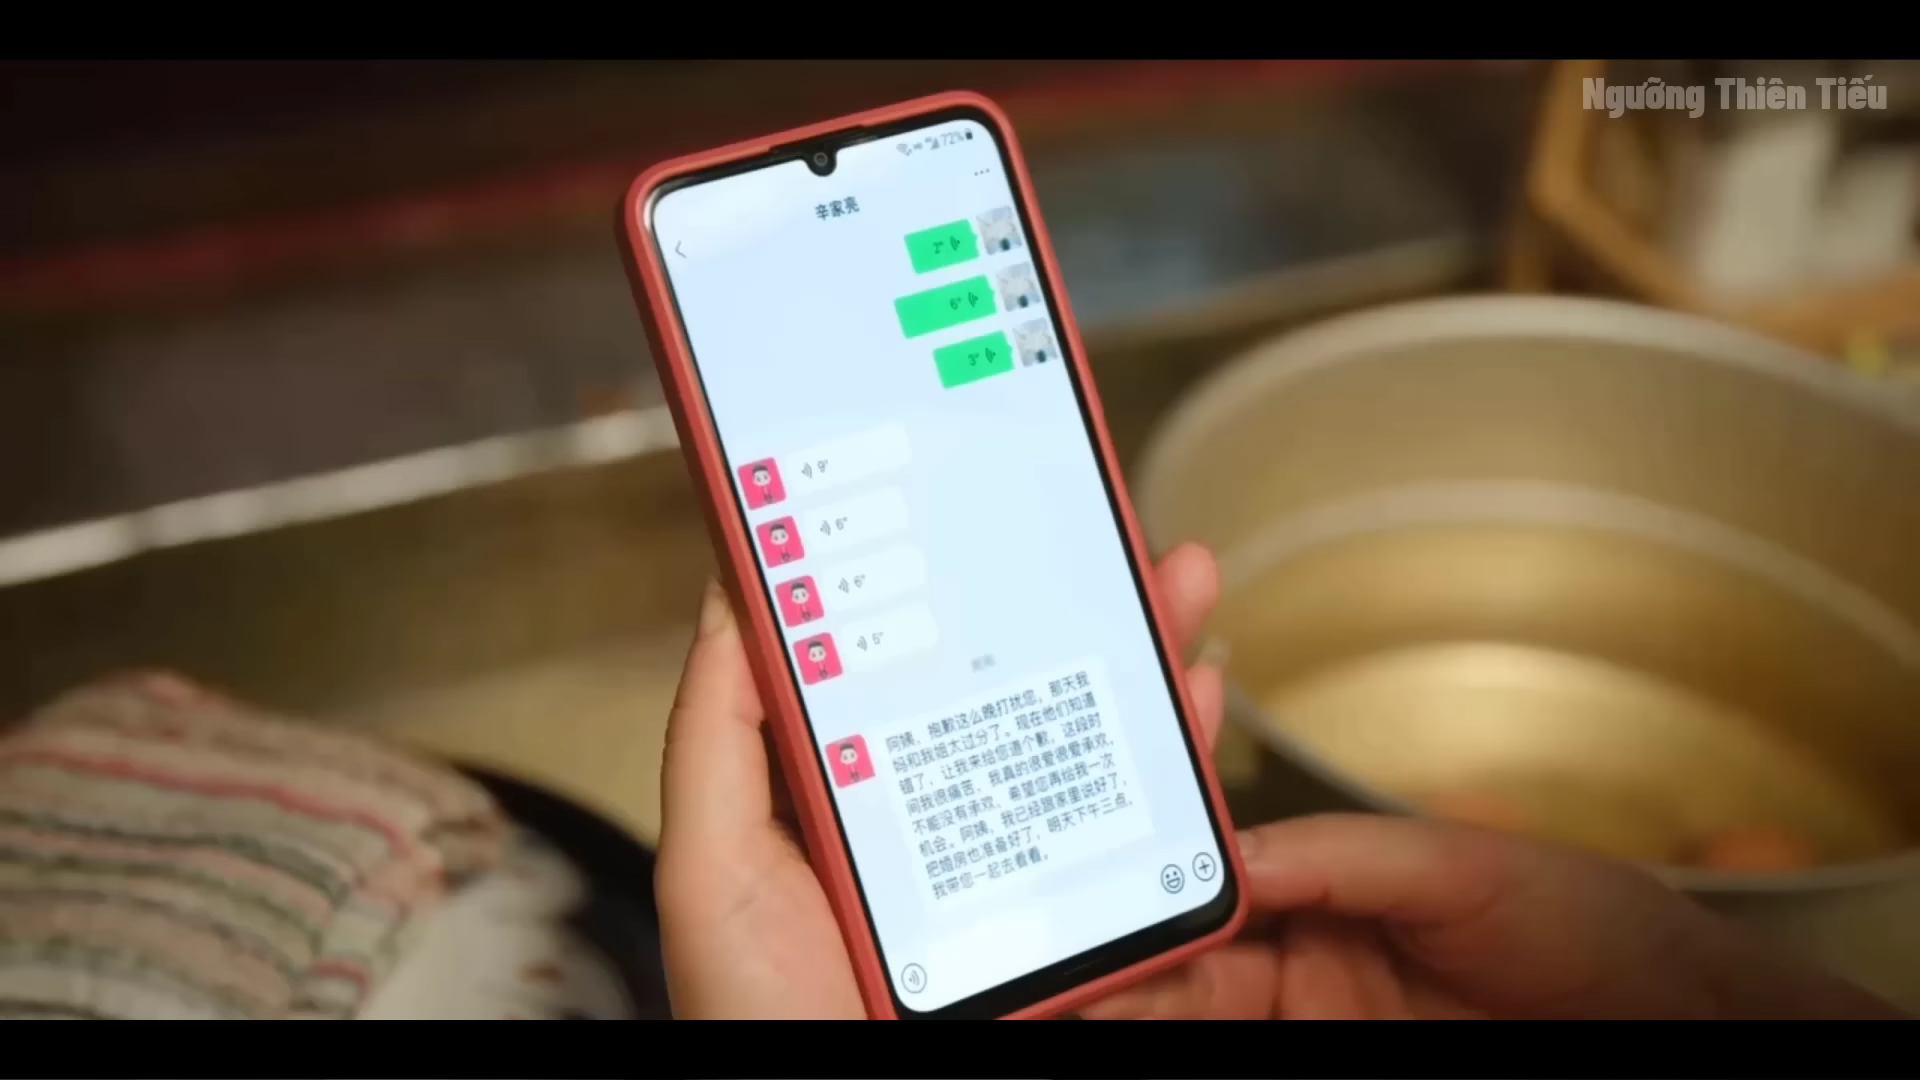 Ngưỡng Thiên Tiếu
72%
辛家亮
2"
6"
3"
9"
6"
6"
5"
阿姨，抱歉这么晚打扰您，那天我
妈和我姐太过分了。现在他们知道
错了，让我来给您道个歉，这段时
间我很痛苦，我真的很爱很爱承欢，
不能没有承欢，希望您再给我一次
机会。阿姨，我已经跟家里说好了，
把婚房也准备好了，明天下午三点，
我带您一起去看看。